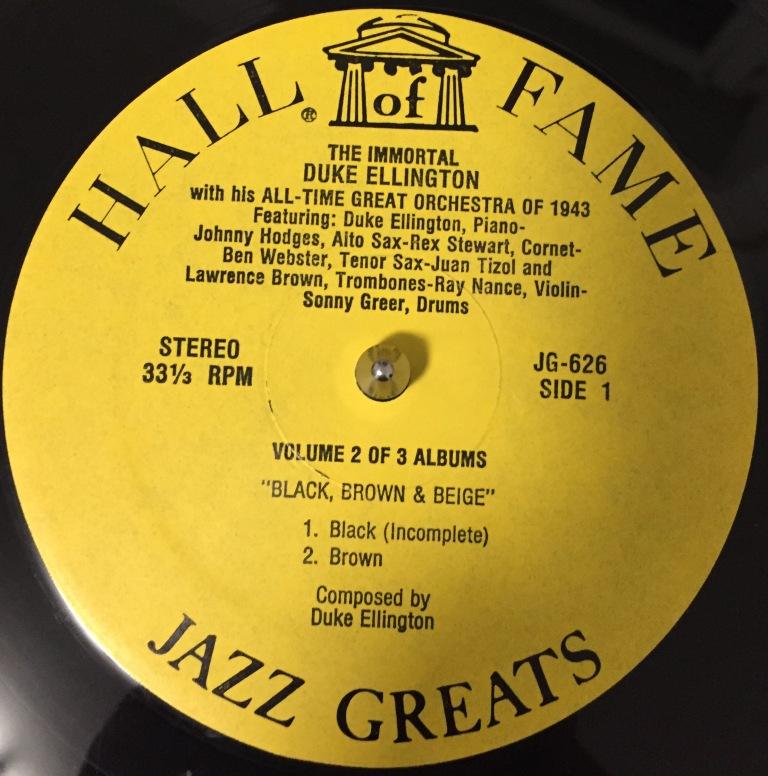 HALL of FAME
®
THE IMMORTAL
DUKE ELLINGTON
with his ALL-TIME GREAT ORCHESTRA OF 1943
Featuring: Duke Ellington, Piano-
Johnny Hodges, Alto Sax-Rex Stewart, Cornet-
Ben Webster, Tenor Sax-Juan Tizol and
Lawrence Brown, Trombones-Ray Nance, Violin-
Sonny Greer, Drums
STEREO
33⅓ RPM
JG-626
SIDE 1
VOLUME 2 OF 3 ALBUMS
"BLACK, BROWN & BEIGE"
1. Black (Incomplete)
2. Brown
Composed by
Duke Ellington
JAZZ GREATS